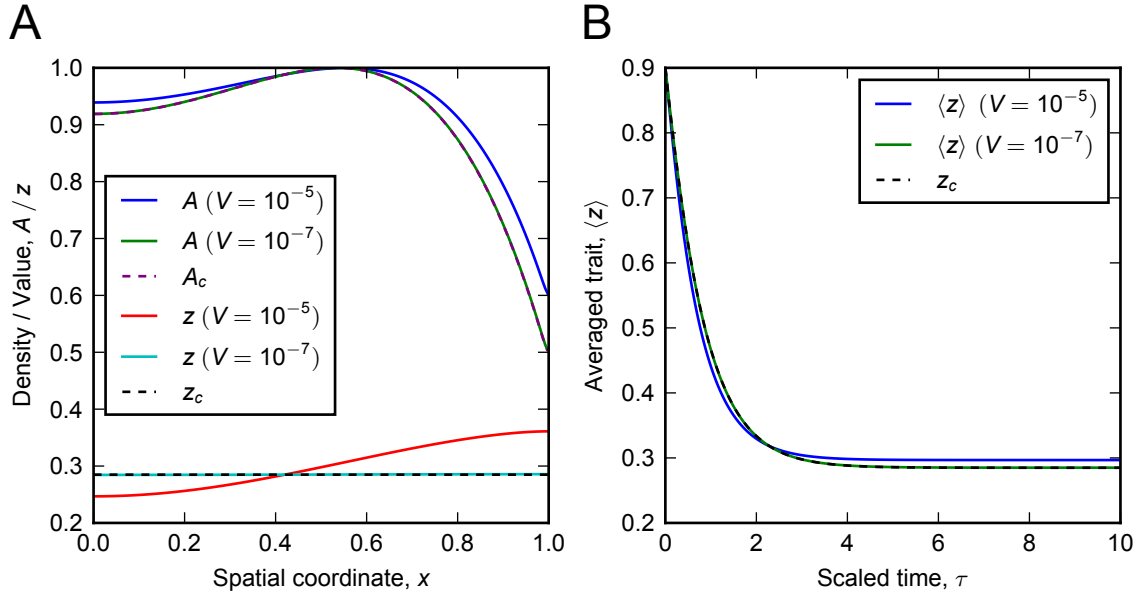 A
Density / Value, A / z
1.0
0.9
0.8
0.7
0.6
0.5
0.4
0.3
0.2
A (V = 10⁻⁵)
A (V = 10⁻⁷)
A_c
z (V = 10⁻⁵)
z (V = 10⁻⁷)
z_c
0.0 0.2 0.4 0.6 0.8 1.0
Spatial coordinate, x
B
Averaged trait, ⟨z⟩
0.9
0.8
0.7
0.6
0.5
0.4
0.3
0.2
⟨z⟩ (V = 10⁻⁵)
⟨z⟩ (V = 10⁻⁷)
z_c
0 2 4 6 8 10
Scaled time, τ